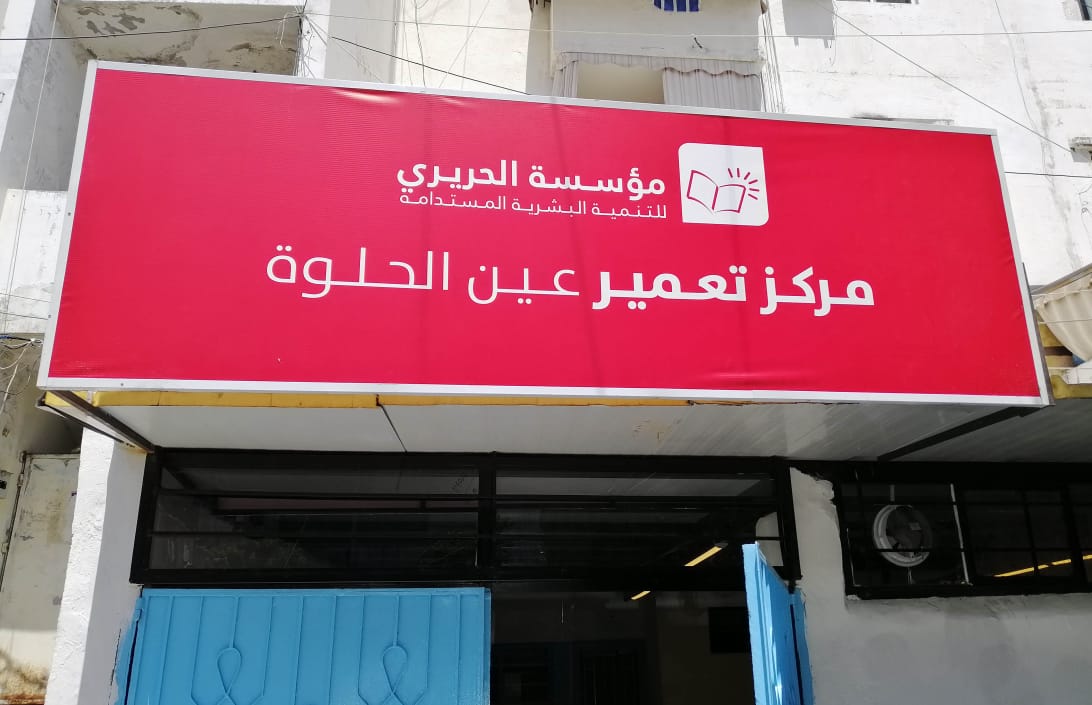 مؤسسة الحريري
للتنمية البشرية المستدامة
مركز تعمير عين الحلوة